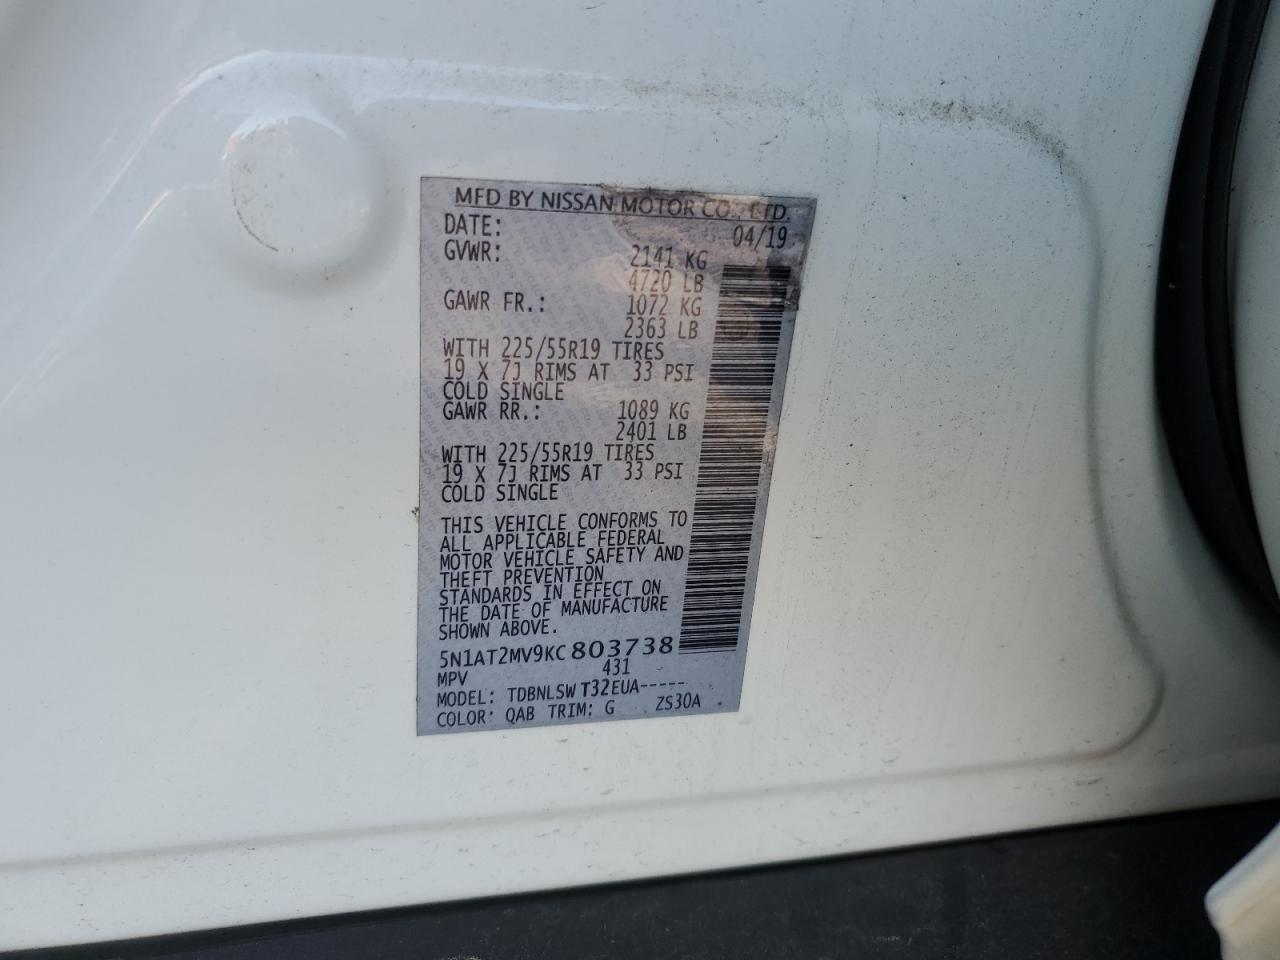 MFD BY NISSAN MOTOR CO., LTD.
DATE: 04/19
GVWR: 2141 KG
4720 LB
GAWR FR.: 1072 KG
2363 LB
WITH 225/55R19 TIRES
19 X 7J RIMS AT 33 PSI
COLD SINGLE
GAWR RR.: 1089 KG
2401 LB
WITH 225/55R19 TIRES
19 X 7J RIMS AT 33 PSI
COLD SINGLE
THIS VEHICLE CONFORMS TO
ALL APPLICABLE FEDERAL
MOTOR VEHICLE SAFETY AND
THEFT PREVENTION
STANDARDS IN EFFECT ON
THE DATE OF MANUFACTURE
SHOWN ABOVE.
5N1AT2MV9KC803738
MPV 431
MODEL: TDBNLSW T32EUA-----
COLOR: QAB TRIM: G ZS30A